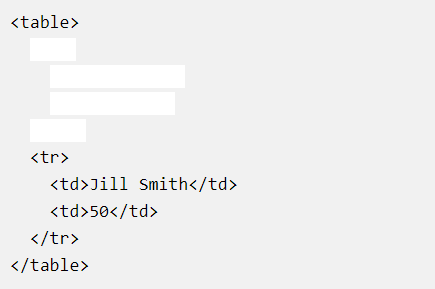 <table>
<tr>
<td>Jill Smith</td>
<td>50</td>
</tr>
</table>